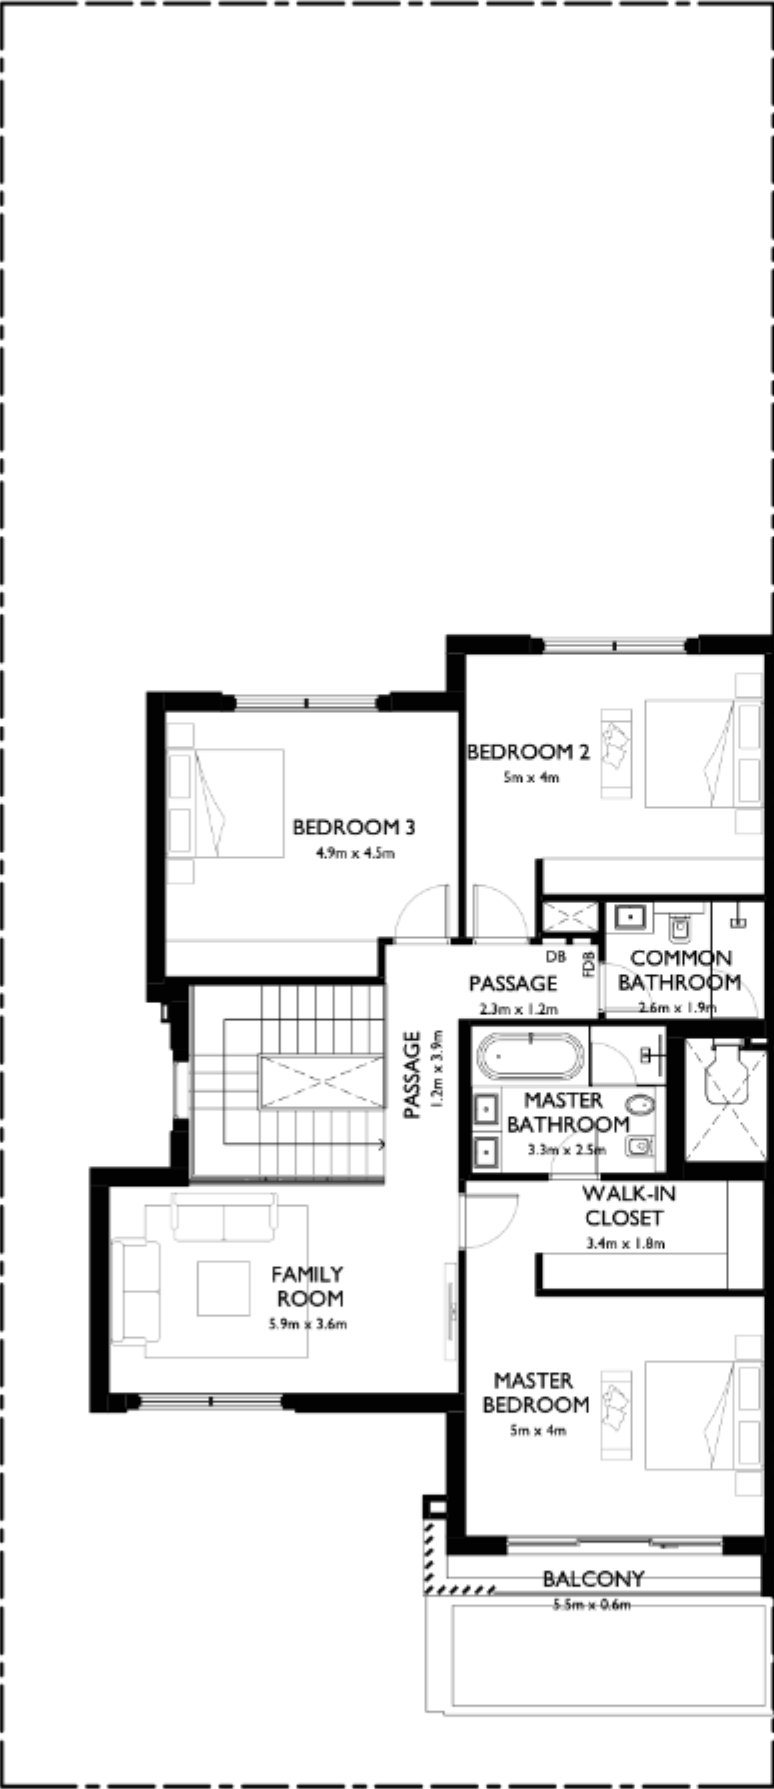 BEDROOM 2
5m x 4m
BEDROOM 3
4.9m x 4.5m
DB
FDB
COMMON
BATHROOM
2.6m x 1.9m
PASSAGE
2.3m x 1.2m
PASSAGE
1.2m x 3.9m
MASTER
BATHROOM
3.3m x 2.5m
WALK-IN
CLOSET
3.4m x 1.8m
FAMILY
ROOM
5.9m x 3.6m
MASTER
BEDROOM
5m x 4m
BALCONY
5.5m x 0.6m